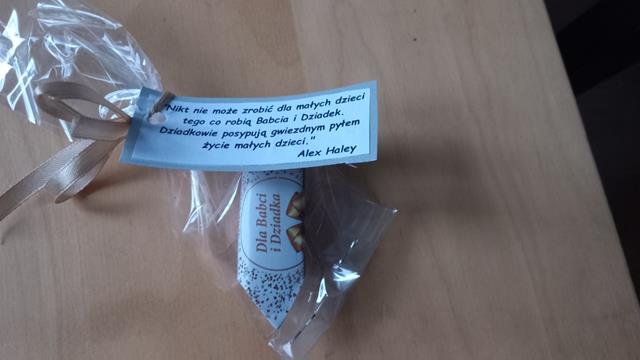 "Nikt nie może zrobić dla małych dzieci
tego co robią Babcia i Dziadek.
Dziadkowie posypują gwiezdnym pyłem
życie małych dzieci."
Alex Haley
Dla Babci
i Dziadka